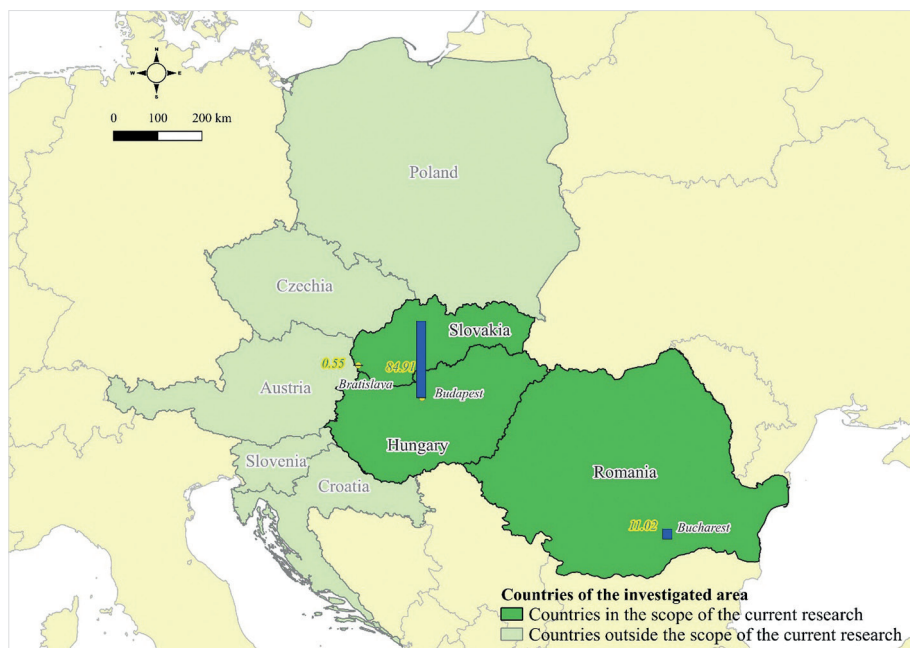 N
W E
S
0 100 200 km
Poland
Czechia
Slovakia
0.55
84.91
Bratislava
Austria
Budapest
Hungary
Slovenia
Croatia
Romania
11.02
Bucharest
Countries of the investigated area
Countries in the scope of the current research
Countries outside the scope of the current research